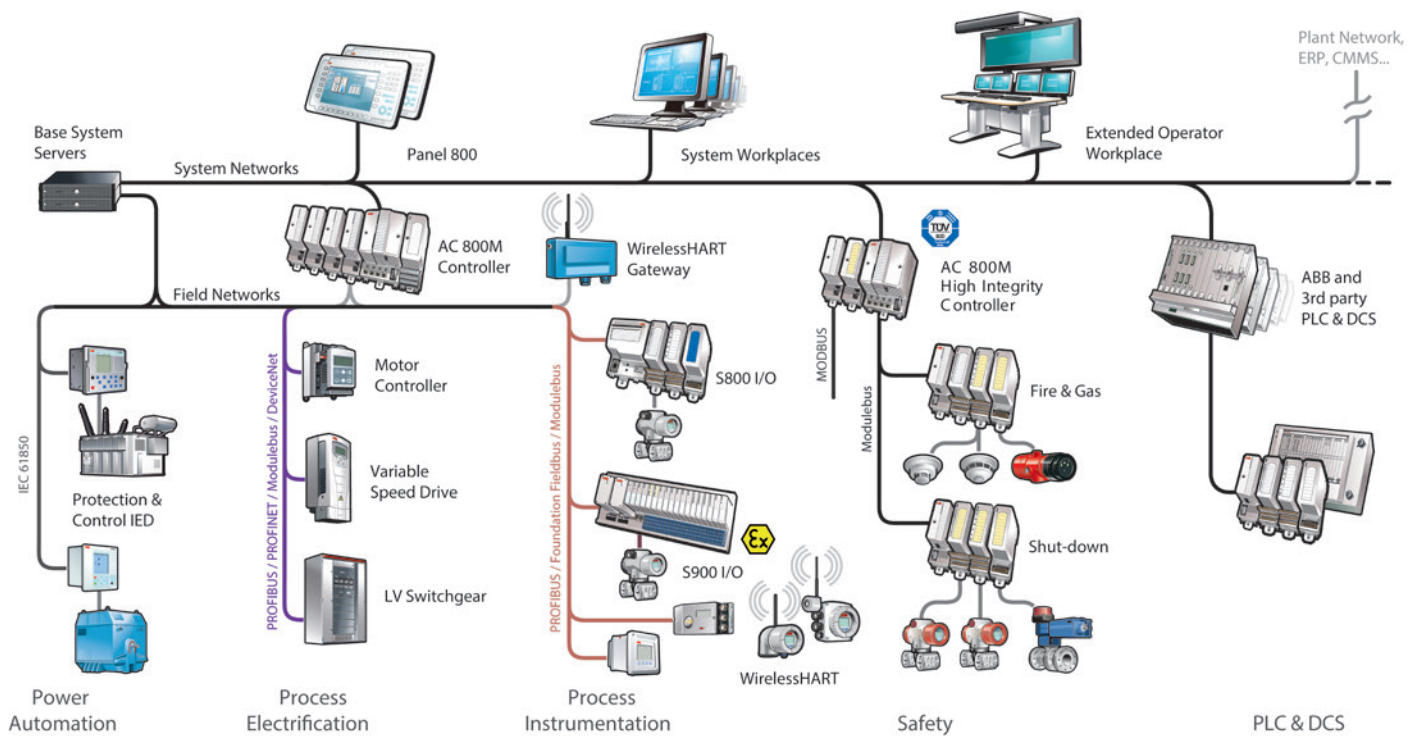 Plant Network,
ERP, CMMS...
Base System
Servers
System Networks
Panel 800
System Workplaces
Extended Operator
Workplace
AC 800M
Controller
WirelessHART
Gateway
TÜV
AC 800M
High Integrity
Controller
ABB and
3rd party
PLC & DCS
Field Networks
IEC 61850
Protection &
Control IED
PROFIBUS / PROFINET / Modulebus / DeviceNet
Motor
Controller
Variable
Speed Drive
LV Switchgear
PROFIBUS / Foundation Fieldbus / Modulebus
S800 I/O
Ex
S900 I/O
WirelessHART
MODBUS
Modulebus
Fire & Gas
Shut-down
Power
Automation
Process
Electrification
Process
Instrumentation
Safety
PLC & DCS